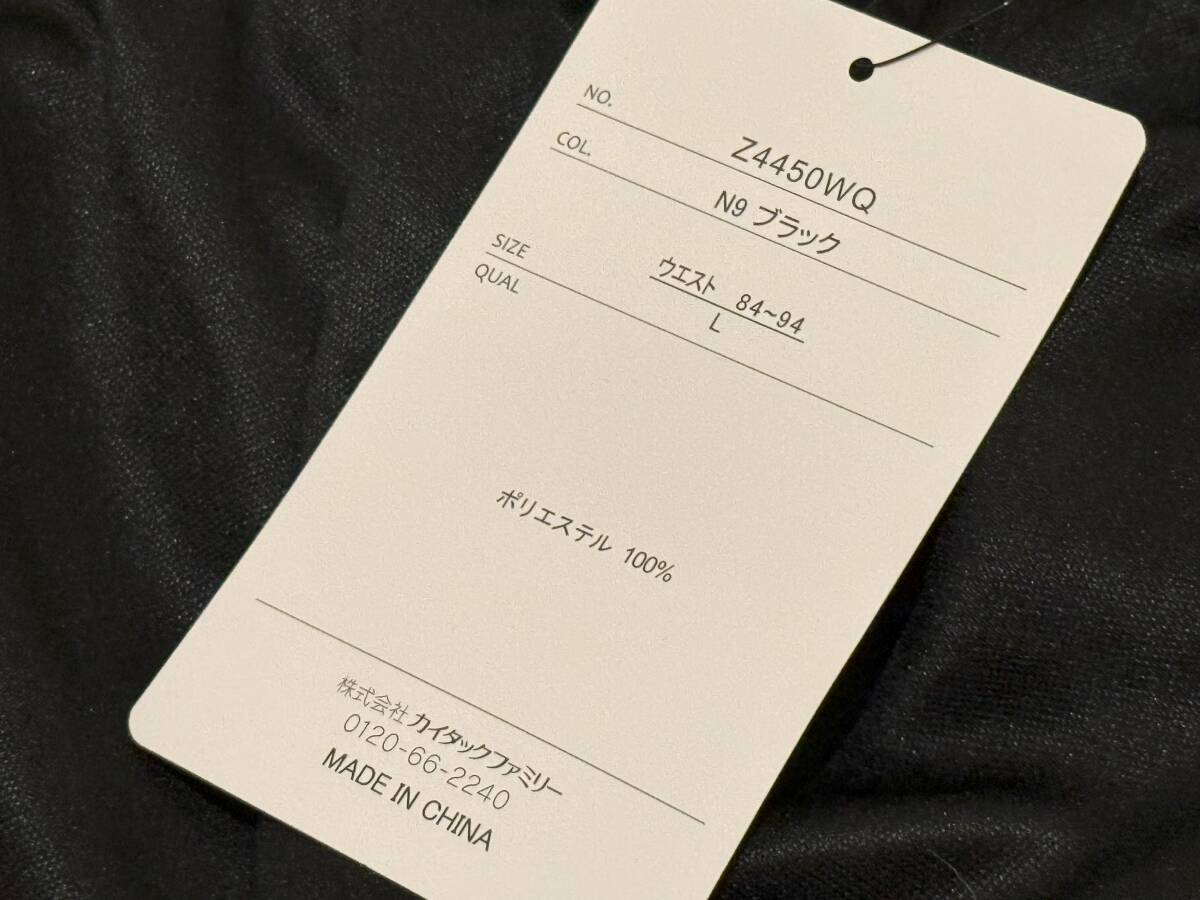 NO.
Z4450WQ
COL.
N9 ブラック
SIZE
ウエスト 84~94
L
QUAL
ポリエステル 100%
株式会社 カイタックファミリー
0120-66-2240
MADE IN CHINA